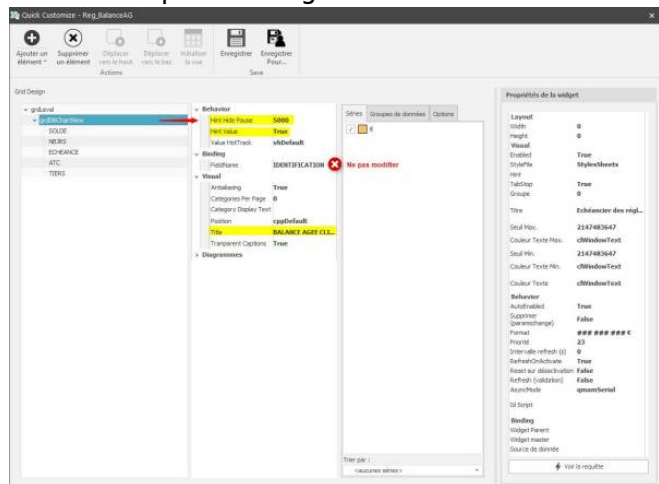 Quick Customize - Reg_BalanceAG
Ajouter un élément
Supprimer un élément
Déplacer vers le haut
Déplacer vers le bas
Initialiser la vue
Enregistrer
Enregistrer Pour...
Actions
Save
Grid Design
grdLevel
grdDBChartView
SOLDE
NBJRS
ECHEANCE
ATC
TIERS
Behavior
Hint Hide Pause 5000
Hint Value True
Value HotTrack vhDefault
Binding
FieldName IDENTIFICATION
Ne pas modifier
Visual
Antialiasing True
Categories Per Page 0
Category Display Text
Position cppDefault
Title BALANCE AGEE CLI...
Tranparent Captions True
Diagrammes
Séries Groupes de données Options
Trier par :
<aucunes séries>
Propriétés de la widget
Layout
Width 0
Height 0
Visual
Enabled True
StyleFile StylesSheets
Hint
TabStop True
Groupe 0
Titre Echéancier des régl...
Seuil Max. 2147483647
Couleur Texte Max. clWindowText
Seuil Min. 2147483647
Couleur Texte Min. clWindowText
Couleur Texte clWindowText
Behavior
AutoEnabled True
Supprimer (paramschange) False
Format ### ### ### €
Priorité 23
Intervalle refresh (s) 0
RefreshOnActivate True
Reset sur désactivation False
Refresh (validation) False
AsyncMode qmamSerial
Id Script
Binding
Widget Parent
Widget master
Source de donnée
Voir la requête